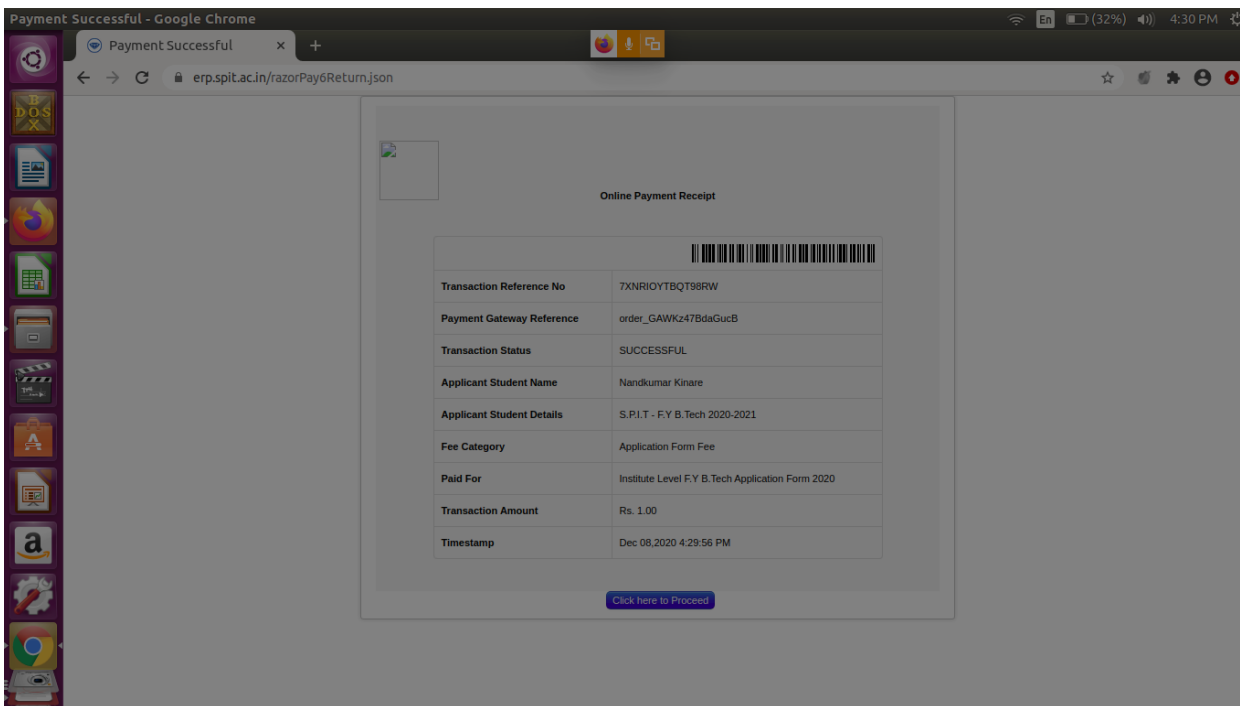 Payment Successful - Google Chrome
En (32%) 4:30 PM
Payment Successful × +
erp.spit.ac.in/razorPay6Return.json
Online Payment Receipt
Transaction Reference No 7XNRIOYTBQT98RW
Payment Gateway Reference order_GAWKz47BdaGucB
Transaction Status SUCCESSFUL
Applicant Student Name Nandkumar Kinare
Applicant Student Details S.P.I.T - F.Y B.Tech 2020-2021
Fee Category Application Form Fee
Paid For Institute Level F.Y B.Tech Application Form 2020
Transaction Amount Rs. 1.00
Timestamp Dec 08,2020 4:29:56 PM
Click here to Proceed
B
DOS
X
A
a